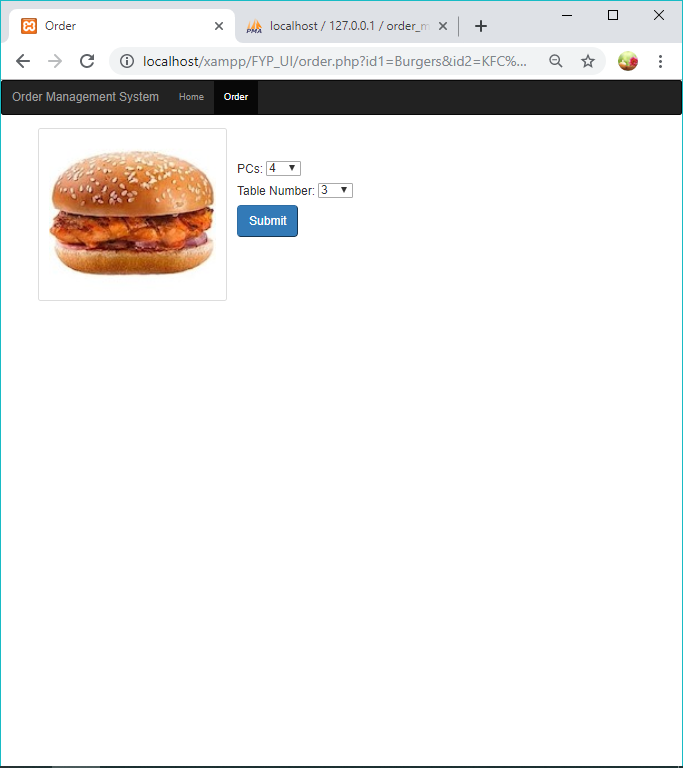 Order
localhost / 127.0.0.1 / order_m
localhost/xampp/FYP_UI/order.php?id1=Burgers&id2=KFC%...
Order Management System Home Order
PCs: 4
Table Number: 3
Submit